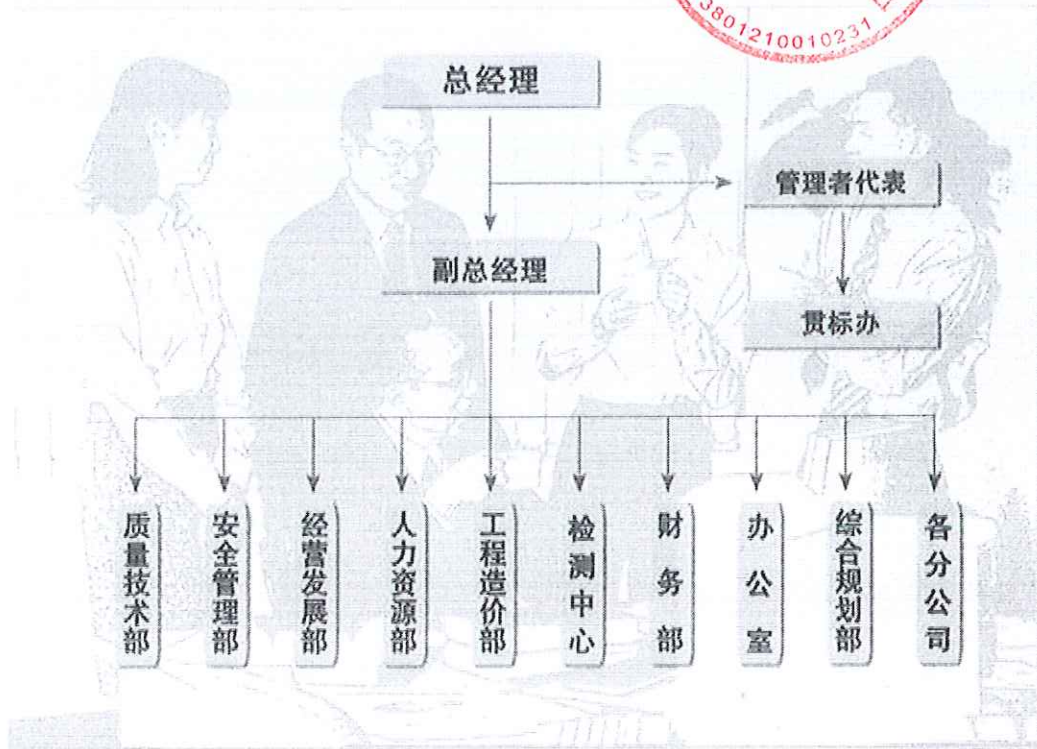 3801210010231
总经理
管理者代表
副总经理
贯标办
质量技术部
安全管理部
经营发展部
人力资源部
工程造价部
检测中心
财务部
办公室
综合规划部
各分公司